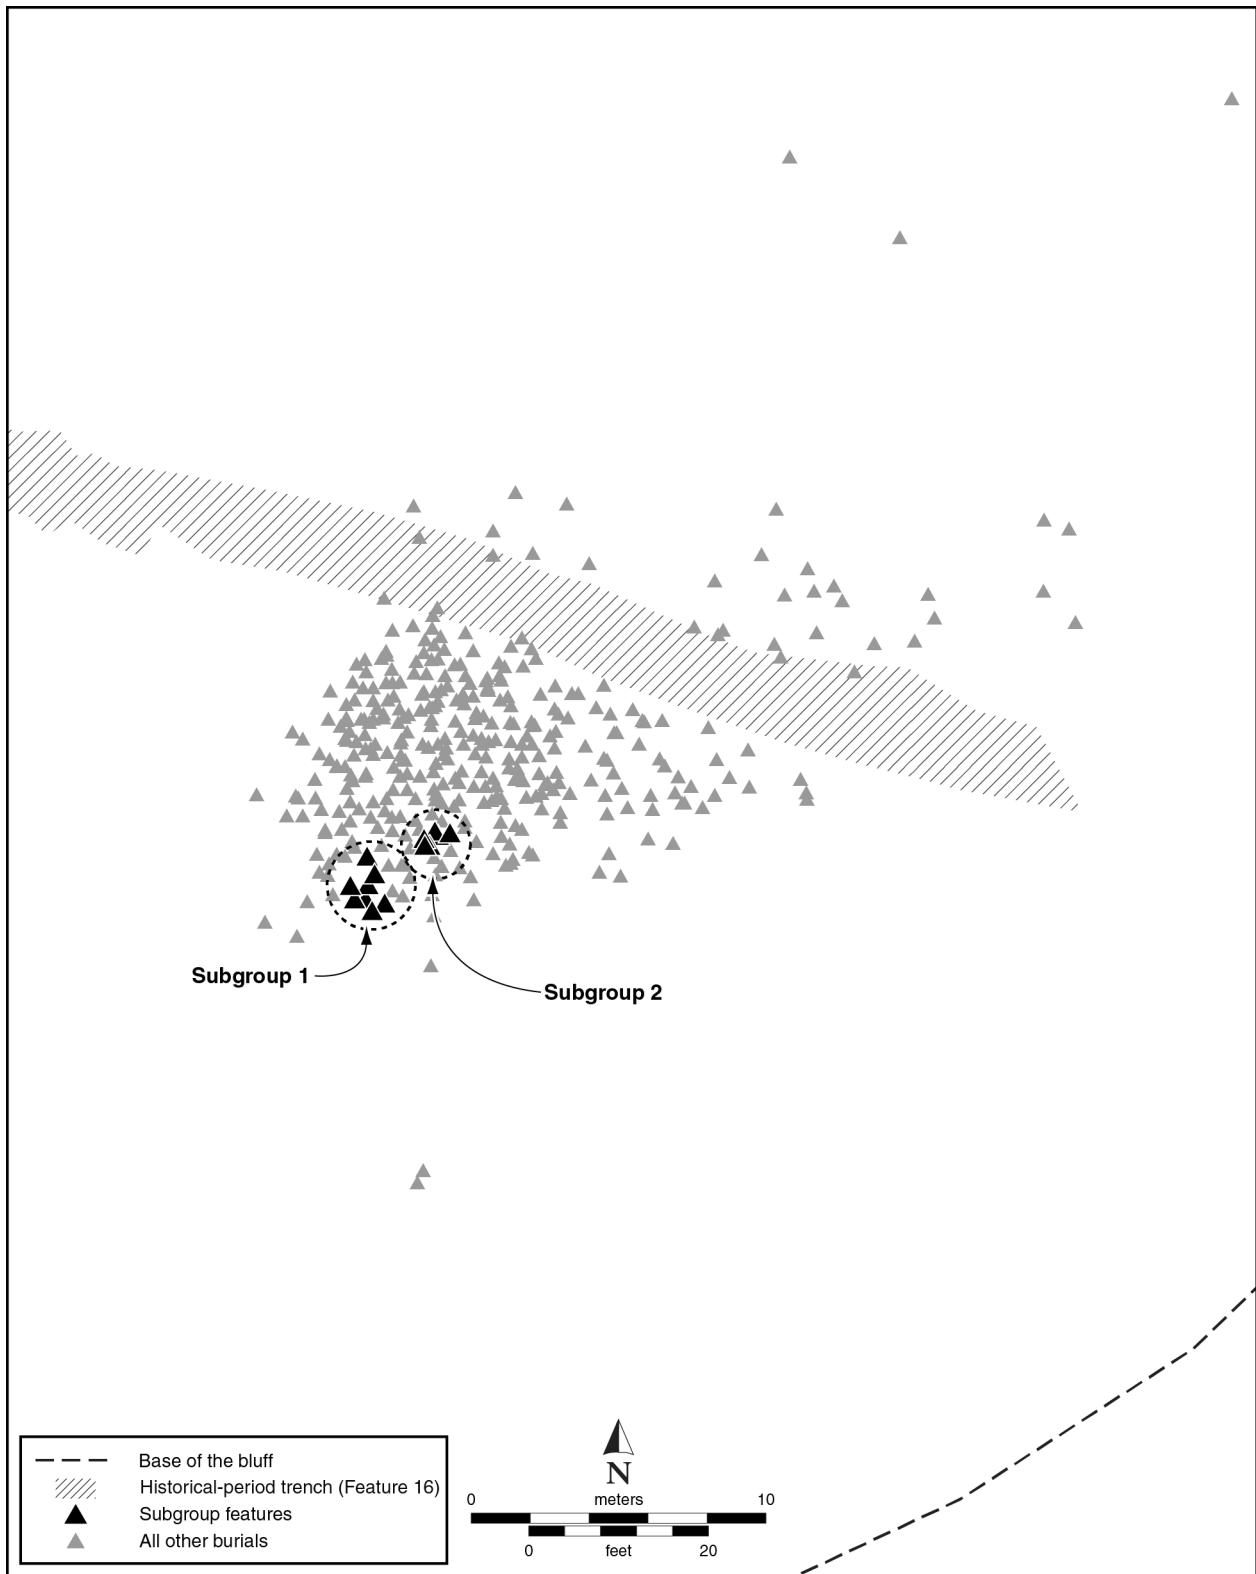 Subgroup 1
Subgroup 2
Base of the bluff
Historical-period trench (Feature 16)
Subgroup features
All other burials
N
0 meters 10
0 feet 20